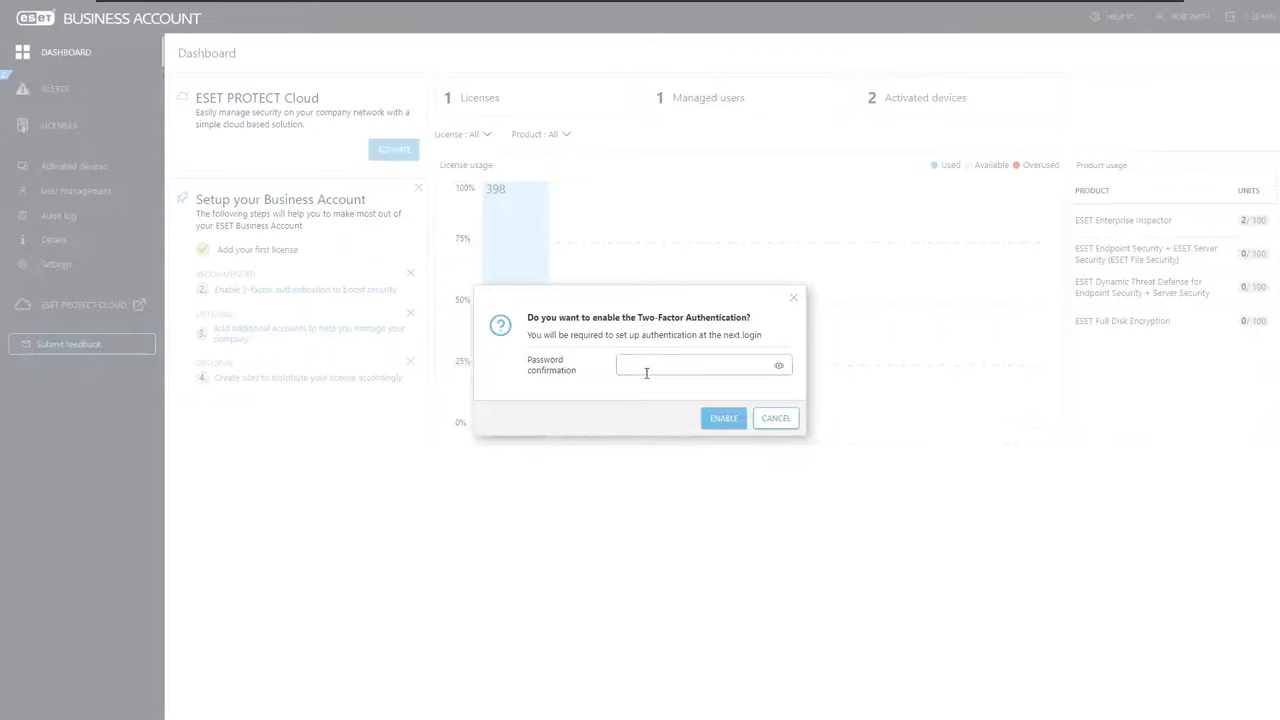 eset BUSINESS ACCOUNT
HELP
DASHBOARD
ALERTS
2
LICENSES
Activated devices
User management
Audit log
Details
Settings
ESET PROTECT CLOUD
Submit feedback
Dashboard
ESET PROTECT Cloud
Easily manage security on your company network with a
simple cloud based solution.
ACTIVATE
Setup your Business Account
The following steps will help you to make most out of
your ESET Business Account
Add your first license
RECOMMENDED
2. Enable 2-factor authentication to boost security
OPTIONAL
3. Add additional accounts to help you manage your
company
OPTIONAL
4. Create sites to distribute your license accordingly
1 Licenses
1 Managed users
2 Activated devices
License : All
Product : All
License usage
Used
Available
Overused
100%
398
75%
50%
25%
0%
Product usage
PRODUCT UNITS
ESET Enterprise Inspector 2/100
ESET Endpoint Security + ESET Server
Security (ESET File Security) 0/100
ESET Dynamic Threat Defense for
Endpoint Security + Server Security 0/100
ESET Full Disk Encryption 0/100
Do you want to enable the Two-Factor Authentication?
You will be required to set up authentication at the next login
Password
confirmation
ENABLE
CANCEL